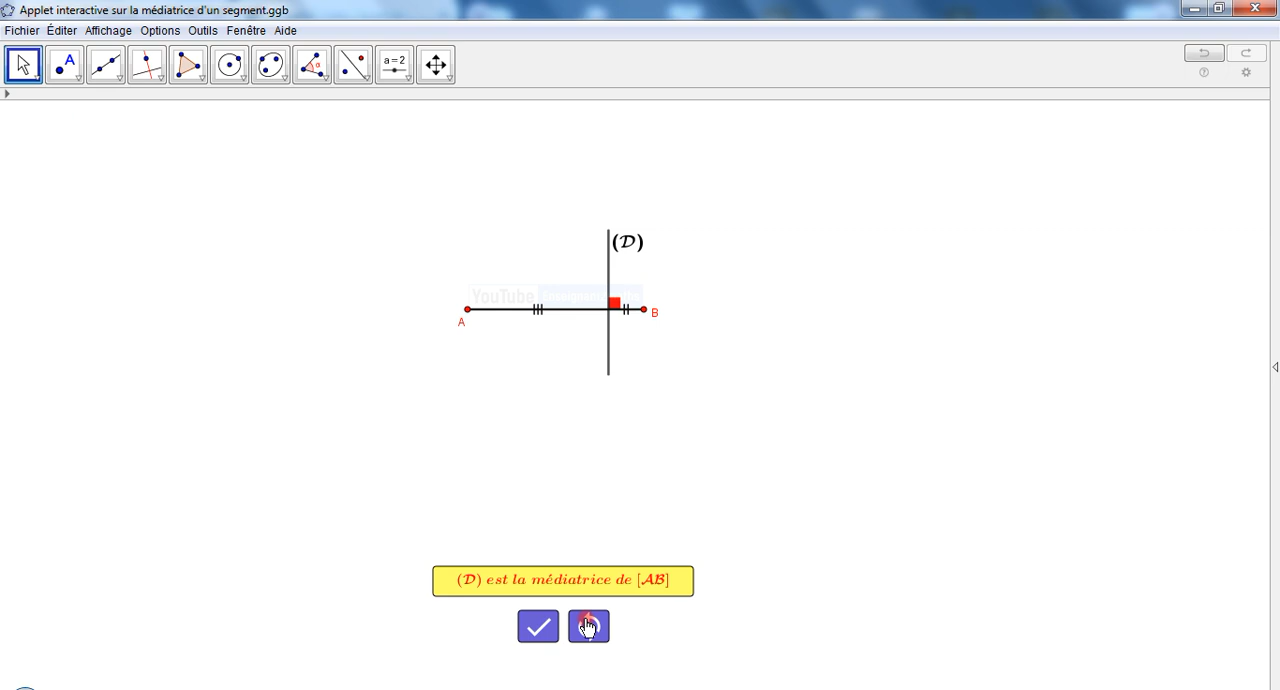 Applet interactive sur la médiatrice d'un segment.ggb
Fichier Éditer Affichage Options Outils Fenêtre Aide
A
α
a = 2
(𝒟)
YouTube
A
B
(𝒟) est la médiatrice de [𝒜ℬ]